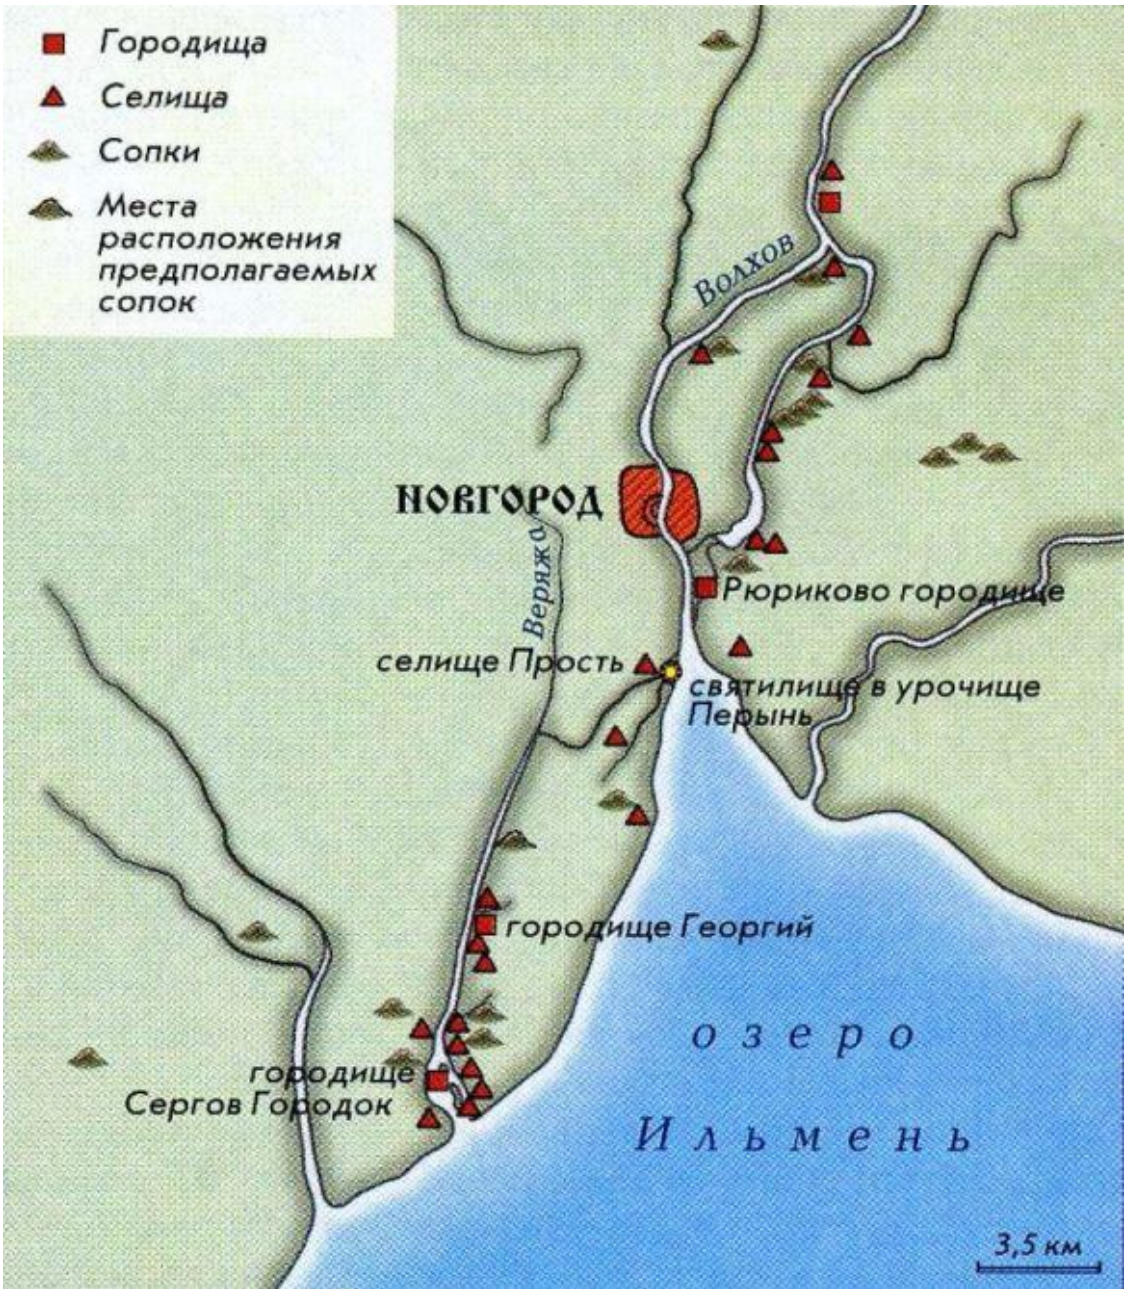 Городища
Селища
Сопки
Места
расположения
предполагаемых
сопок
Волхов
НОВГОРОД
Веряжа
Рюриково городище
селище Прость
святилище в урочище
Перынь
городище Георгий
городище
Сергов Городок
озеро
Ильмень
3,5 км